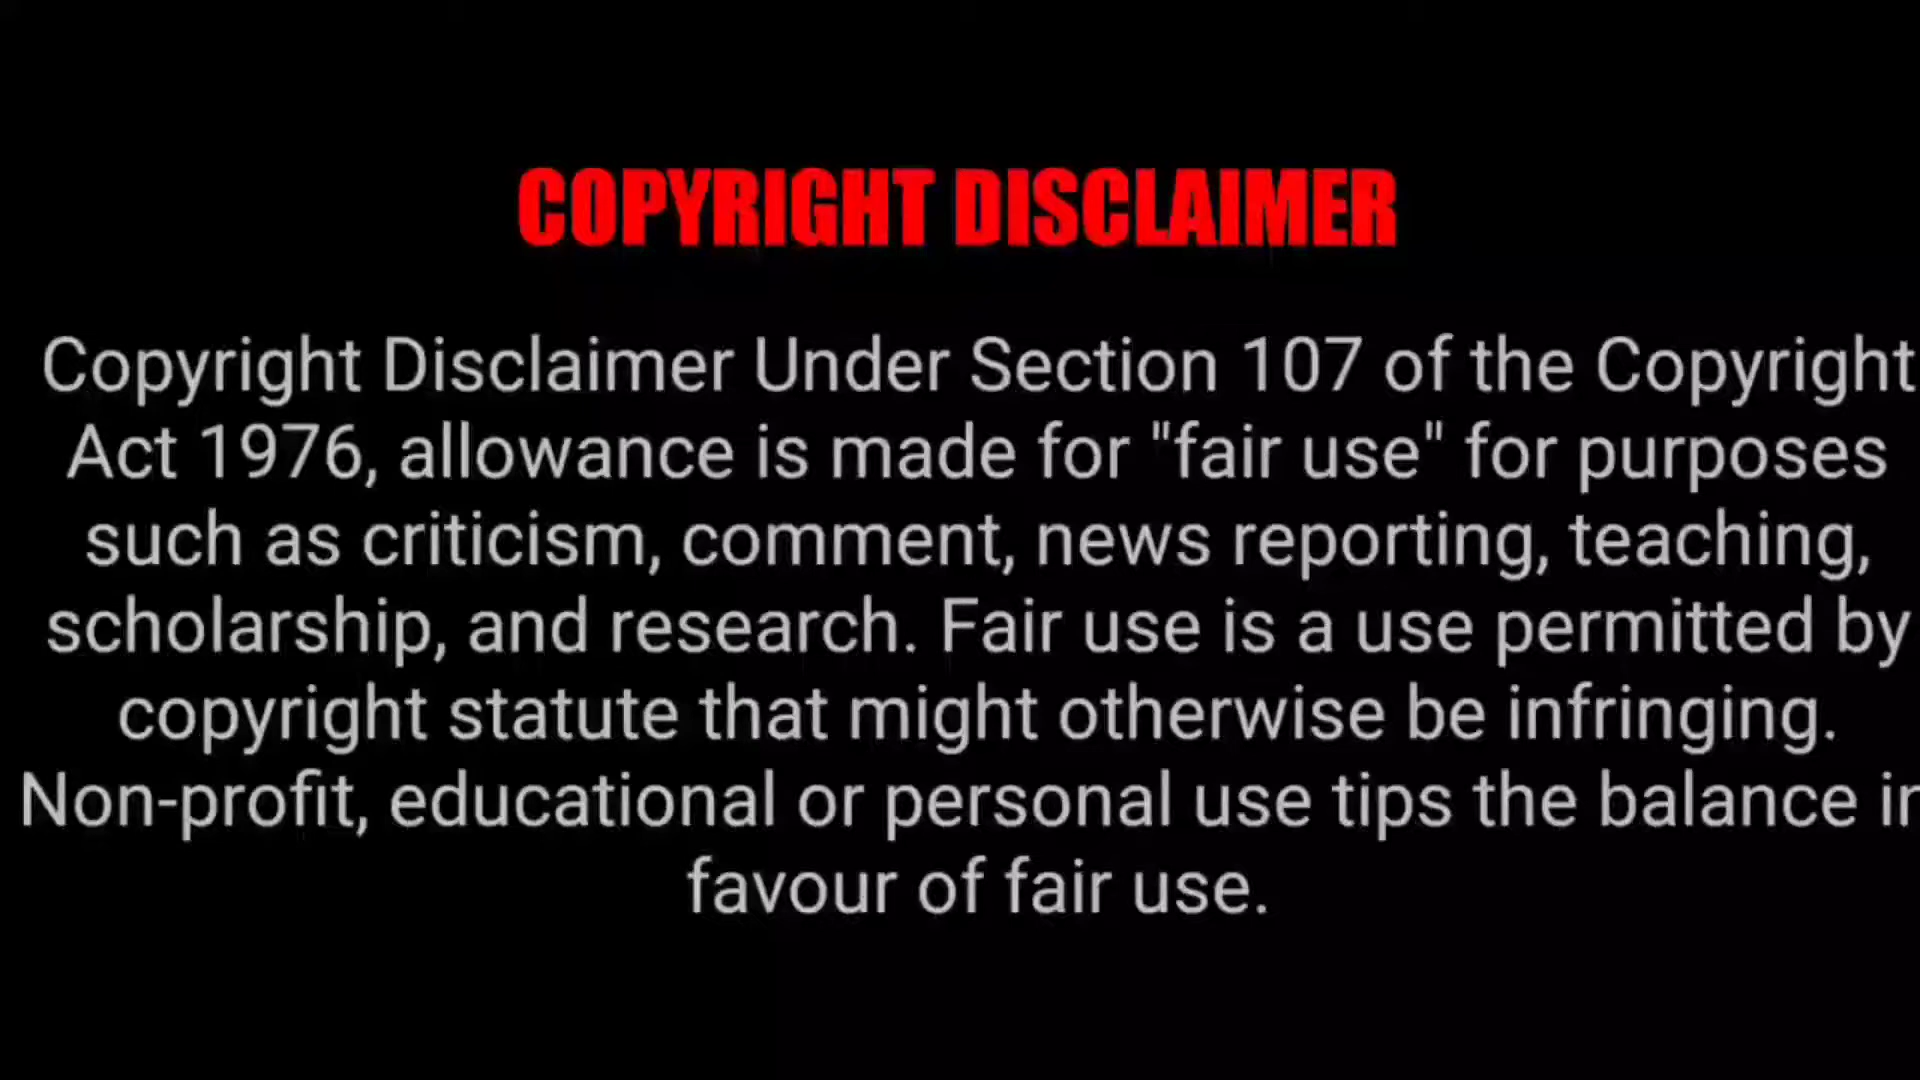 COPYRIGHT DISCLAIMER
Copyright Disclaimer Under Section 107 of the Copyright
Act 1976, allowance is made for "fair use" for purposes
such as criticism, comment, news reporting, teaching,
scholarship, and research. Fair use is a use permitted by
copyright statute that might otherwise be infringing.
Non-profit, educational or personal use tips the balance in
favour of fair use.